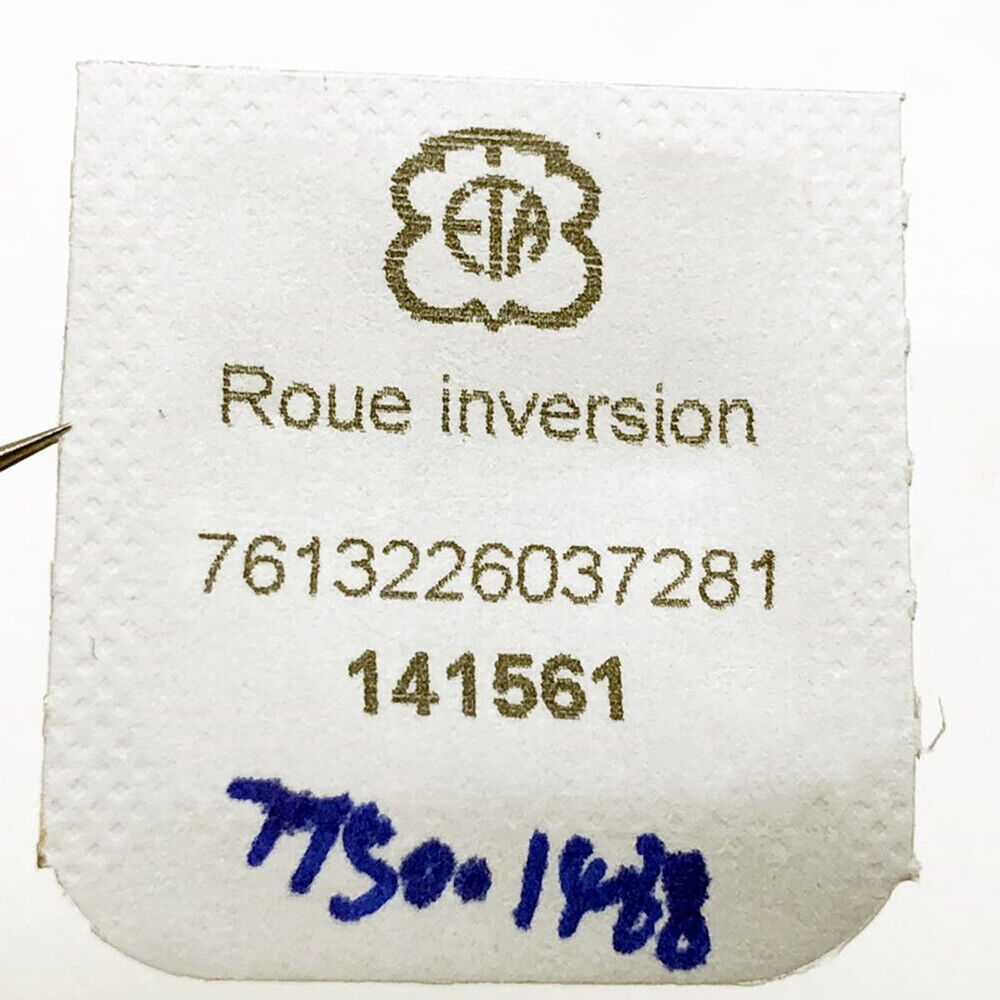 ETA
Roue inversion
7613226037281
141561
7750.1488